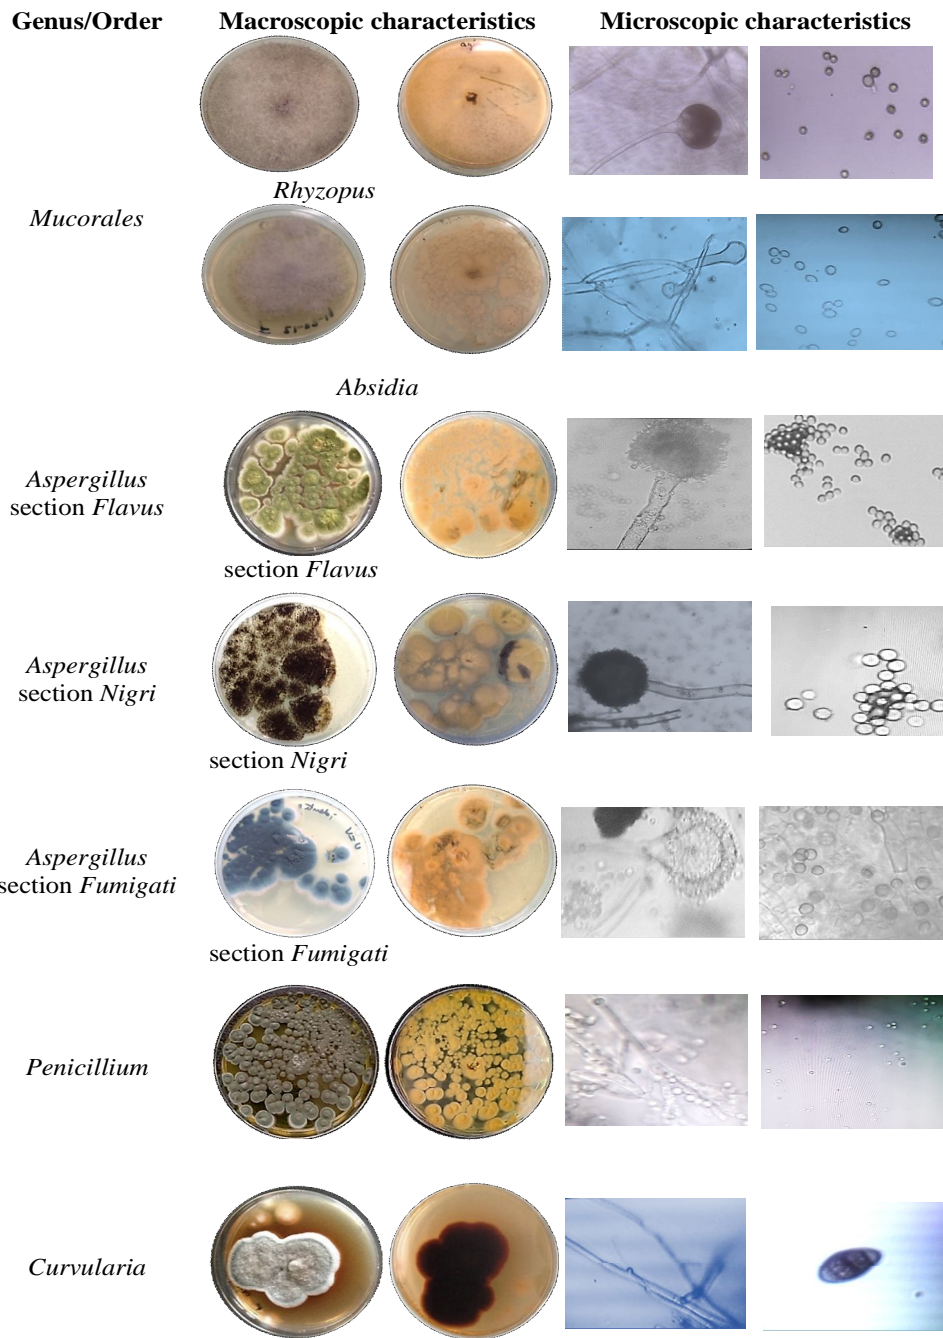 Genus/Order Macroscopic characteristics Microscopic characteristics
Rhyzopus
Mucorales
Absidia
Aspergillus
section Flavus
section Flavus
Aspergillus
section Nigri
section Nigri
Aspergillus
section Fumigati
section Fumigati
Penicillium
Curvularia